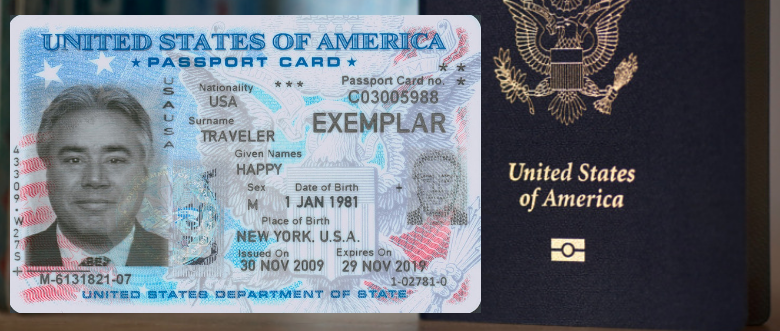 UNITED STATES OF AMERICA
★ PASSPORT CARD ★
USAUSA
Nationality
USA
* * *
Passport Card no.
C03005988
Surname
TRAVELER
EXEMPLAR
Given Names
HAPPY
Sex
M
Date of Birth
1 JAN 1981
Place of Birth
NEW YORK, U.S.A.
Issued On
30 NOV 2009
Expires On
29 NOV 2019
M-6131821-07
1-02781-0
UNITED STATES DEPARTMENT OF STATE
United States
of America